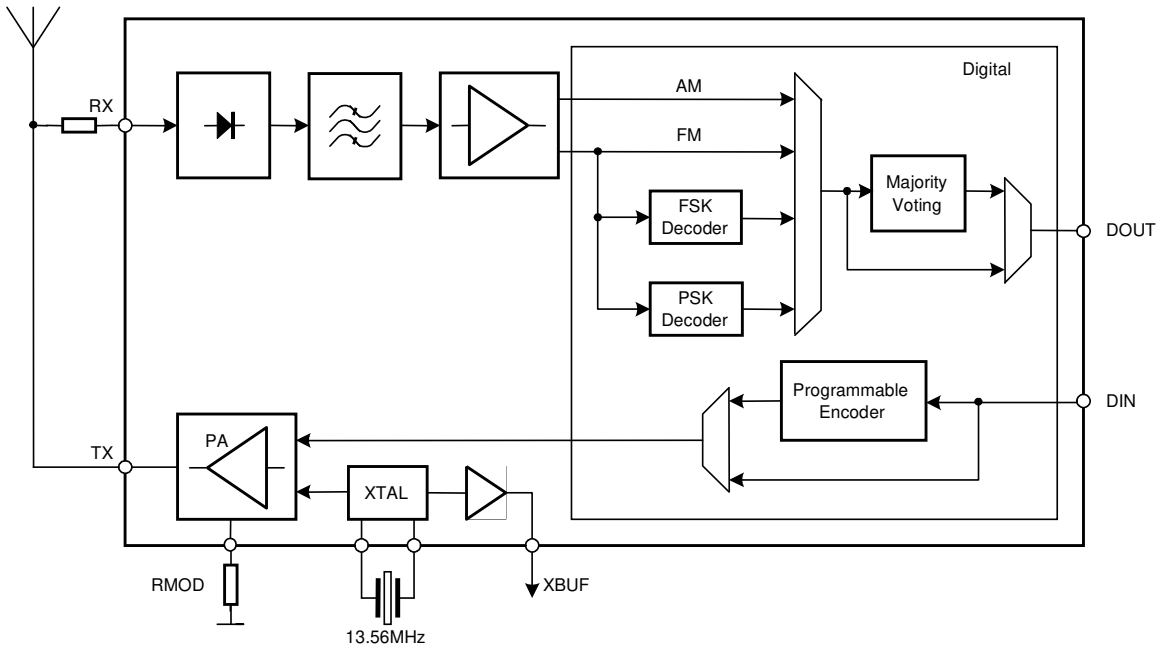 Digital
RX
AM
FM
FSK
Decoder
Majority
Voting
DOUT
PSK
Decoder
Programmable
Encoder
DIN
PA
TX
XTAL
RMOD
XBUF
13.56MHz